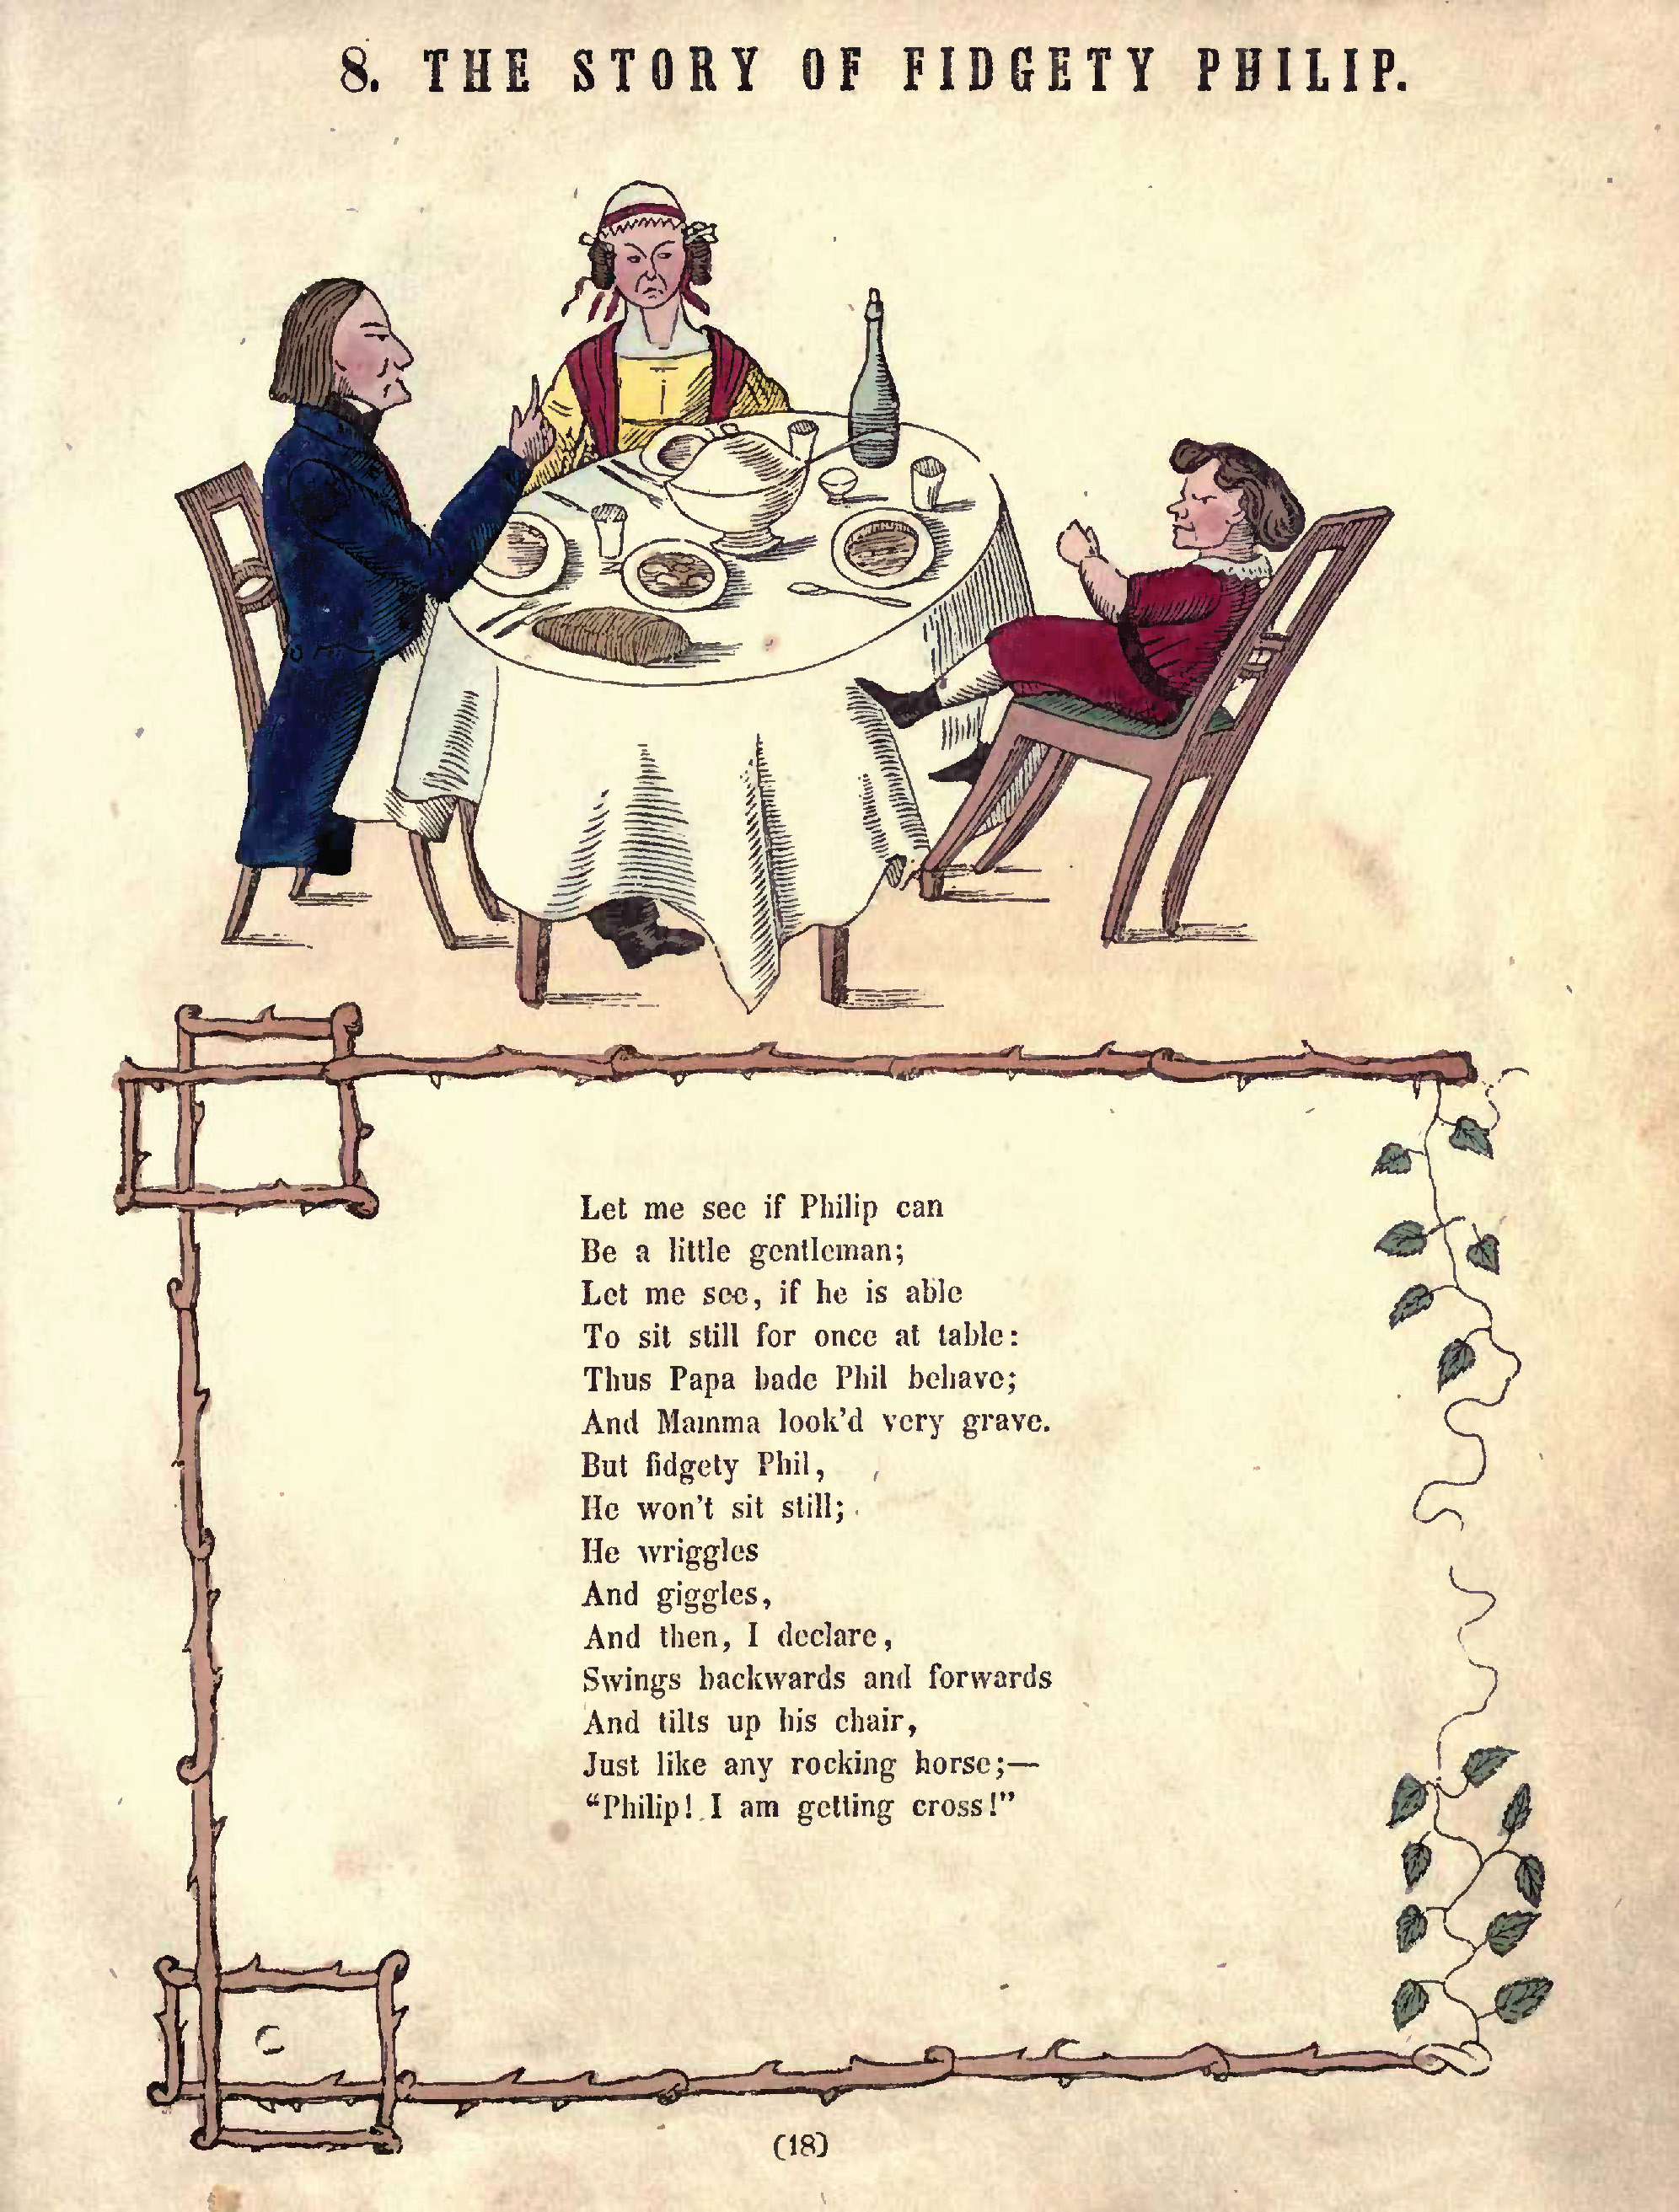 8. THE STORY OF FIDGETY PHILIP.
Let me see if Philip can
Be a little gentleman;
Let me see, if he is able
To sit still for once at table:
Thus Papa bade Phil behave;
And Mamma look'd very grave.
But fidgety Phil,
He won't sit still;
He wriggles
And giggles,
And then, I declare,
Swings backwards and forwards
And tilts up his chair,
Just like any rocking horse;—
“Philip! I am getting cross!”
(18)